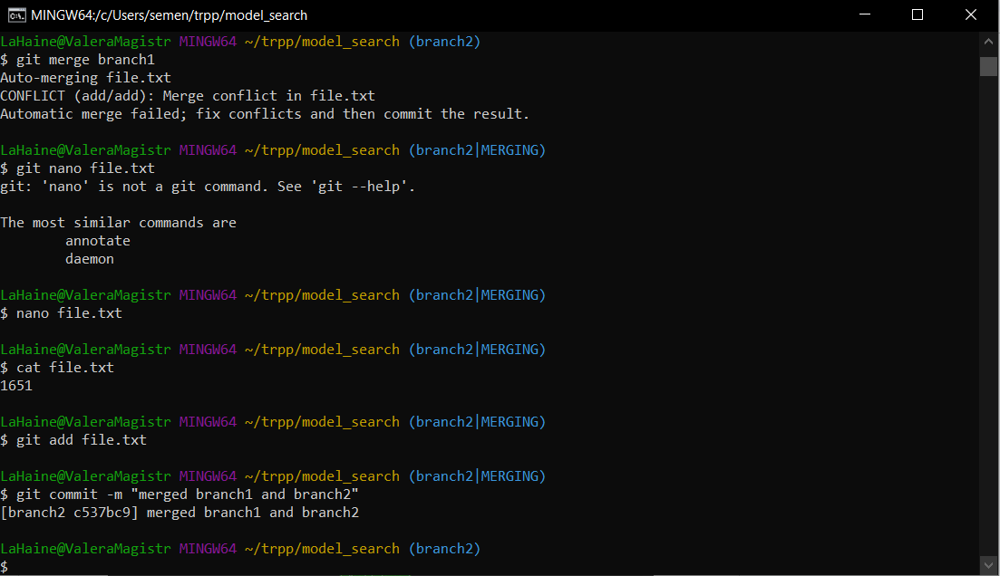 MINGW64:/c/Users/semen/trpp/model_search
LaHaine@ValeraMagistr MINGW64 ~/trpp/model_search (branch2)
$ git merge branch1
Auto-merging file.txt
CONFLICT (add/add): Merge conflict in file.txt
Automatic merge failed; fix conflicts and then commit the result.
LaHaine@ValeraMagistr MINGW64 ~/trpp/model_search (branch2|MERGING)
$ git nano file.txt
git: 'nano' is not a git command. See 'git --help'.
The most similar commands are
annotate
daemon
LaHaine@ValeraMagistr MINGW64 ~/trpp/model_search (branch2|MERGING)
$ nano file.txt
LaHaine@ValeraMagistr MINGW64 ~/trpp/model_search (branch2|MERGING)
$ cat file.txt
1651
LaHaine@ValeraMagistr MINGW64 ~/trpp/model_search (branch2|MERGING)
$ git add file.txt
LaHaine@ValeraMagistr MINGW64 ~/trpp/model_search (branch2|MERGING)
$ git commit -m "merged branch1 and branch2"
[branch2 c537bc9] merged branch1 and branch2
LaHaine@ValeraMagistr MINGW64 ~/trpp/model_search (branch2)
$